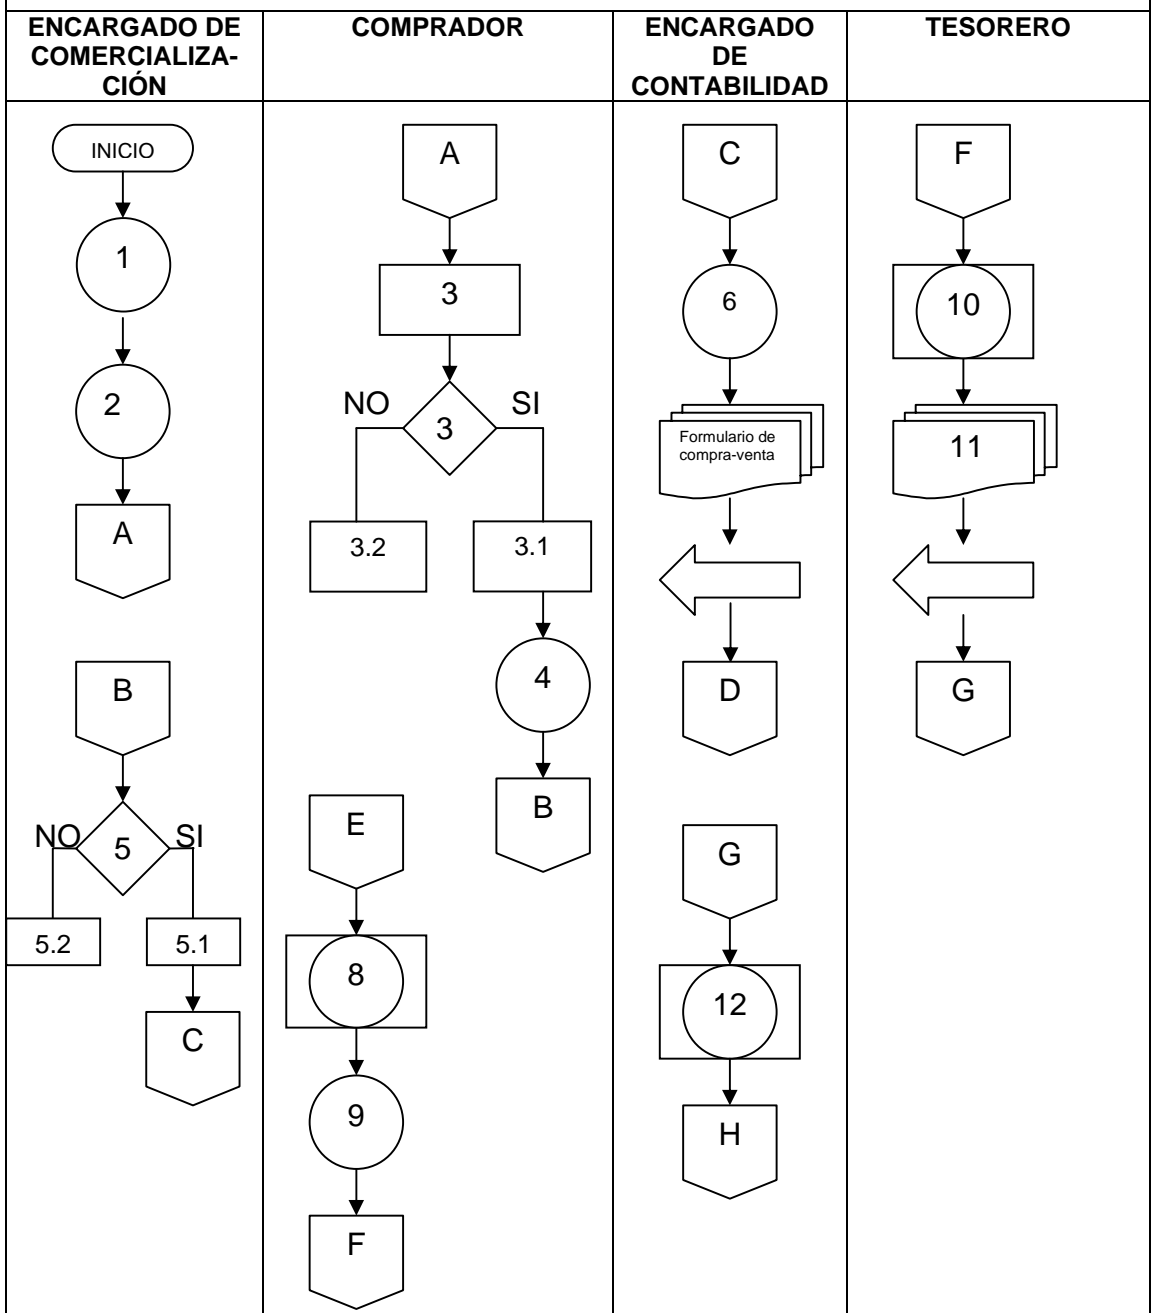 ENCARGADO DE
COMERCIALIZA-
CIÓN
COMPRADOR
ENCARGADO
DE
CONTABILIDAD
TESORERO
INICIO
1
2
A
B
NO
5
SI
5.2
5.1
C
A
3
NO
3
SI
3.2
3.1
4
B
E
8
9
F
C
6
Formulario de
compra-venta
D
G
12
H
F
10
11
G